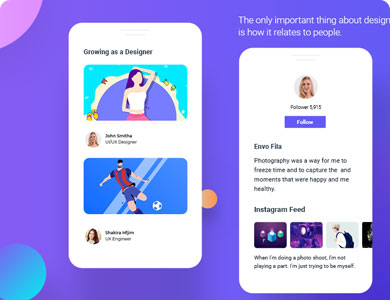 The only important thing about design
is how it relates to people.
Growing as a Designer
John Smitha
UI/UX Designer
Shakira Hfjim
UX Engineer
Follower 5,915
Follow
Envo Fila
Photography was a way for me to
freeze time and to capture the and
moments that were happy and me
healthy.
Instagram Feed
When I'm doing a photo shoot, I'm not
playing a part. I'm just trying to be myself.